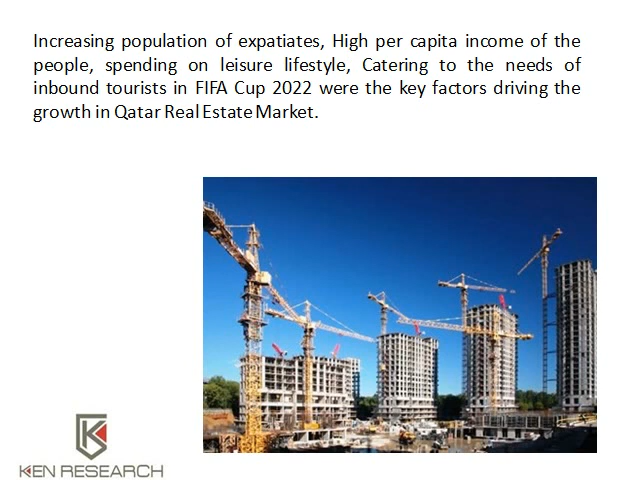 Increasing population of expatiates, High per capita income of the
people, spending on leisure lifestyle, Catering to the needs of
inbound tourists in FIFA Cup 2022 were the key factors driving the
growth in Qatar Real Estate Market.
KEN RESEARCH